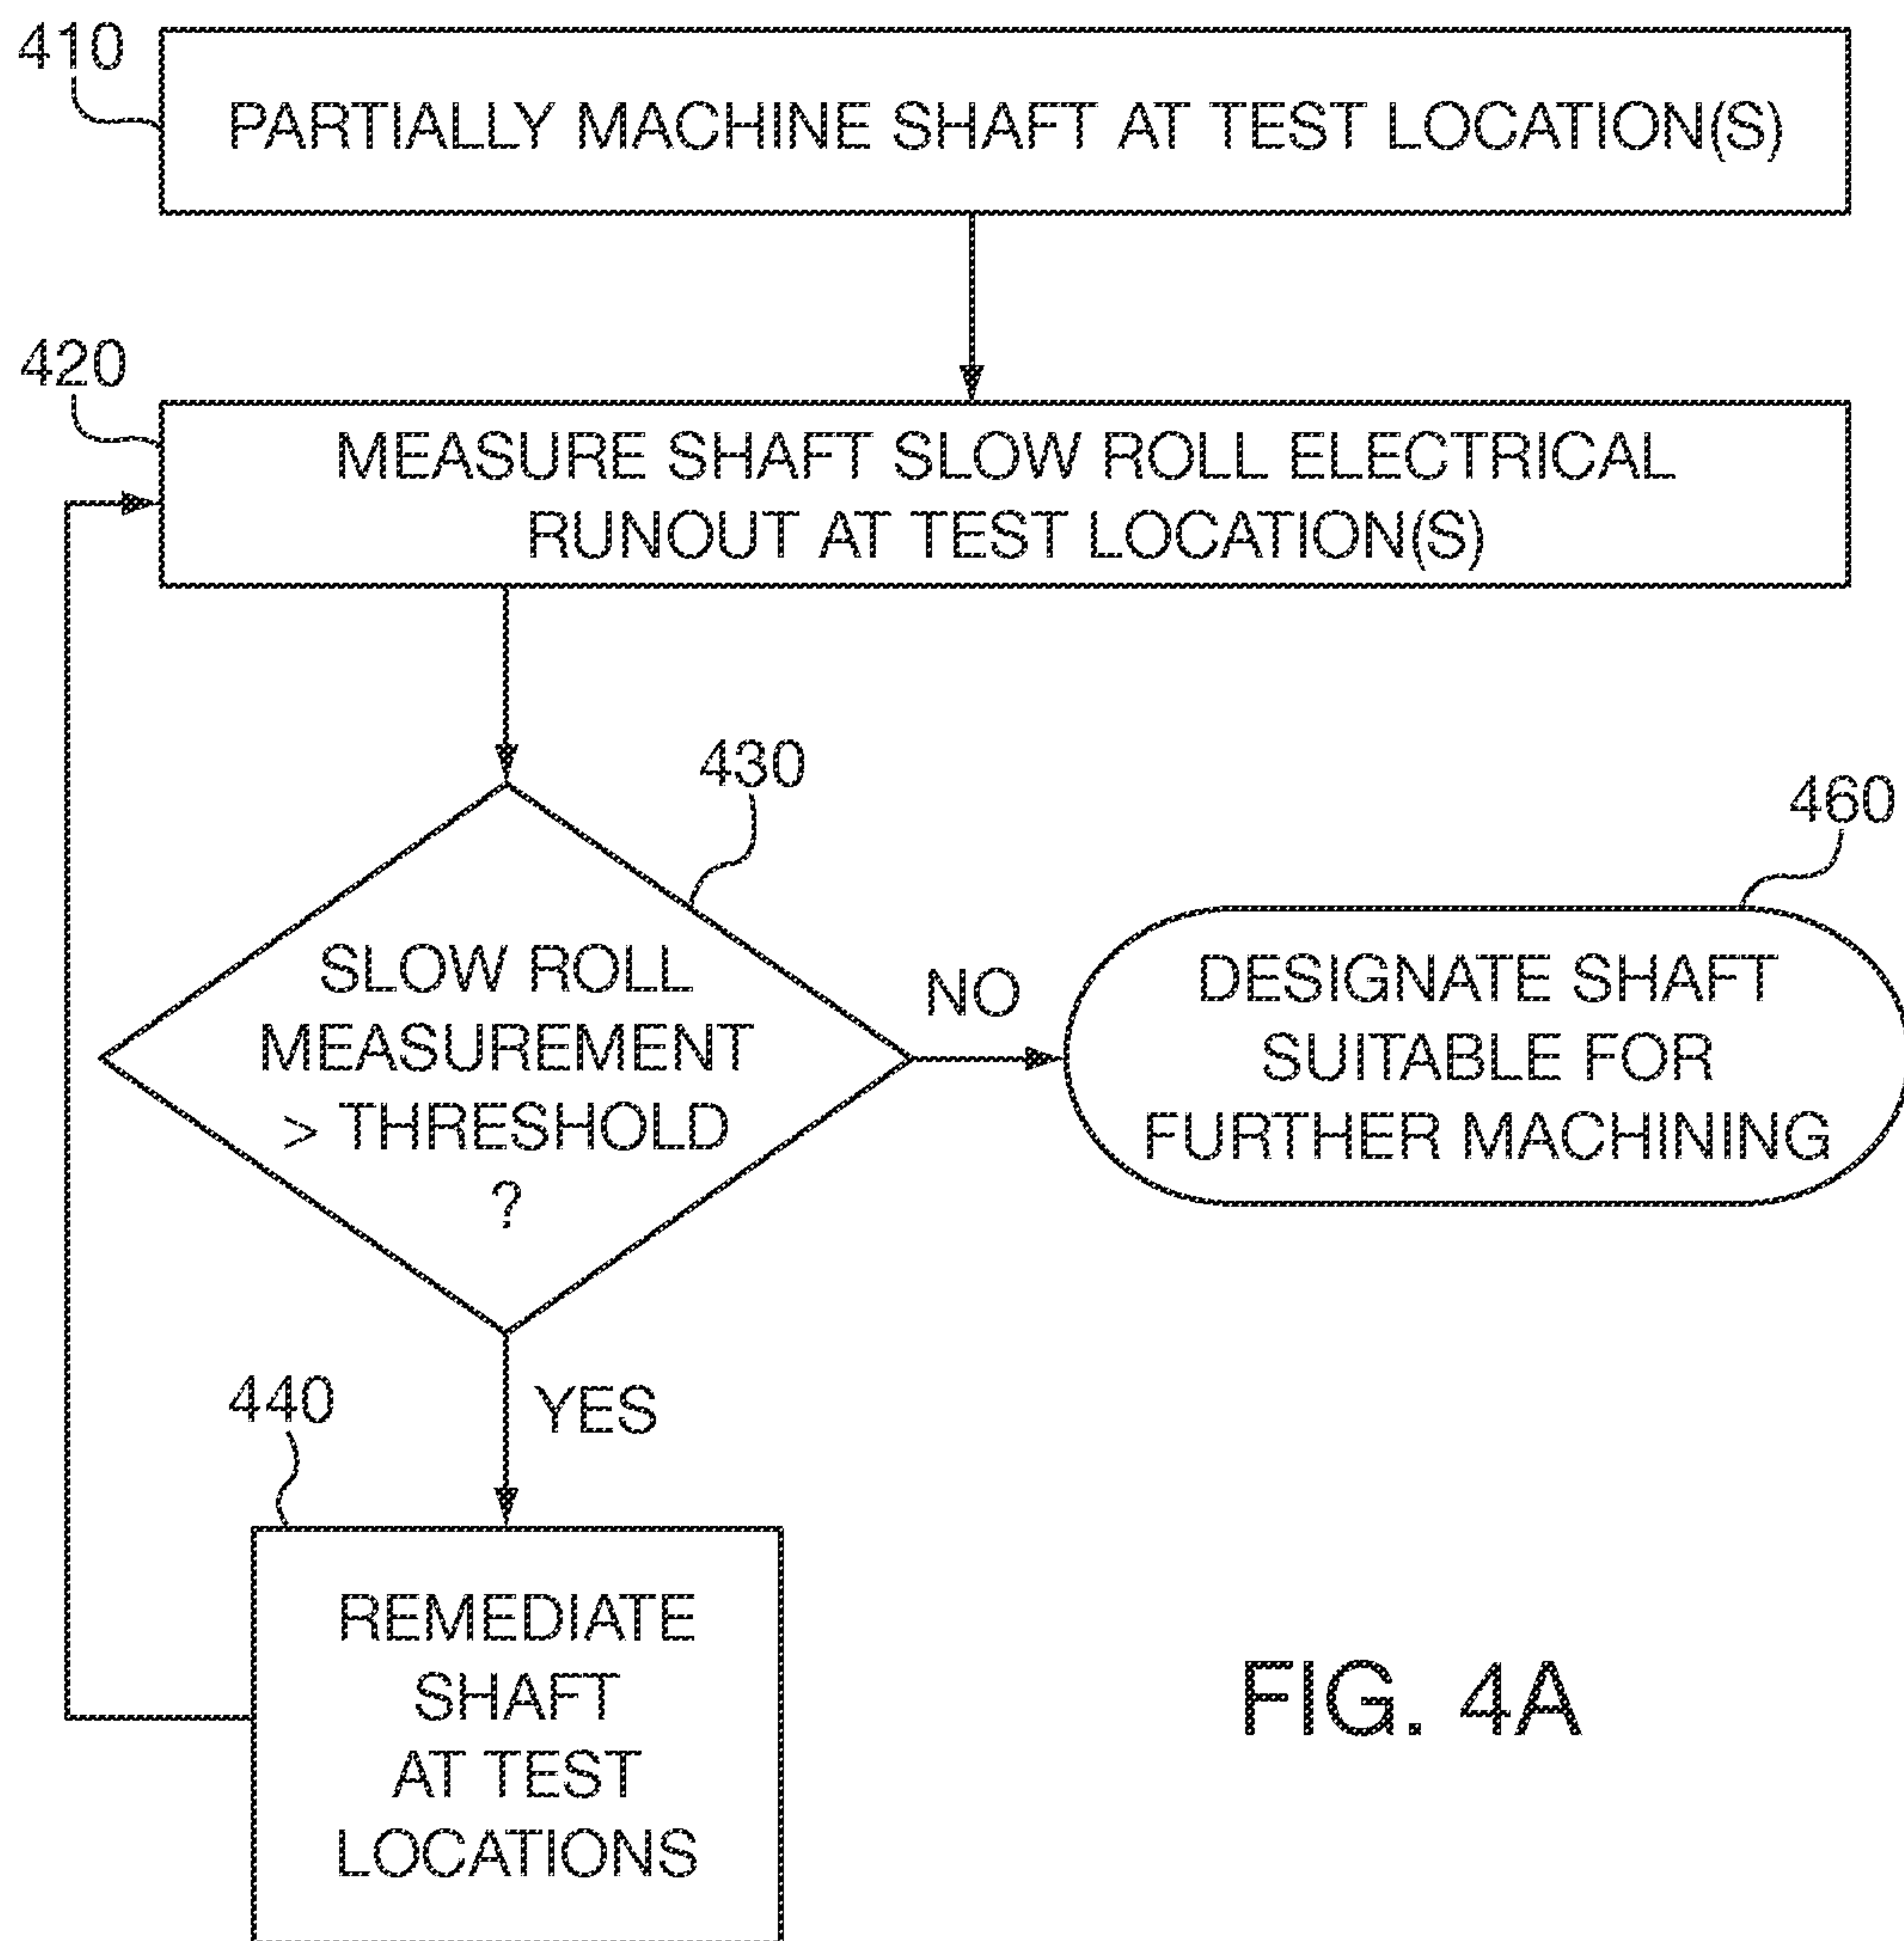 410
PARTIALLY MACHINE SHAFT AT TEST LOCATION(S)
420
MEASURE SHAFT SLOW ROLL ELECTRICAL
RUNOUT AT TEST LOCATION(S)
430
SLOW ROLL
MEASUREMENT
> THRESHOLD
?
NO
460
DESIGNATE SHAFT
SUITABLE FOR
FURTHER MACHINING
YES
440
REMEDIATE
SHAFT
AT TEST
LOCATIONS
FIG. 4A